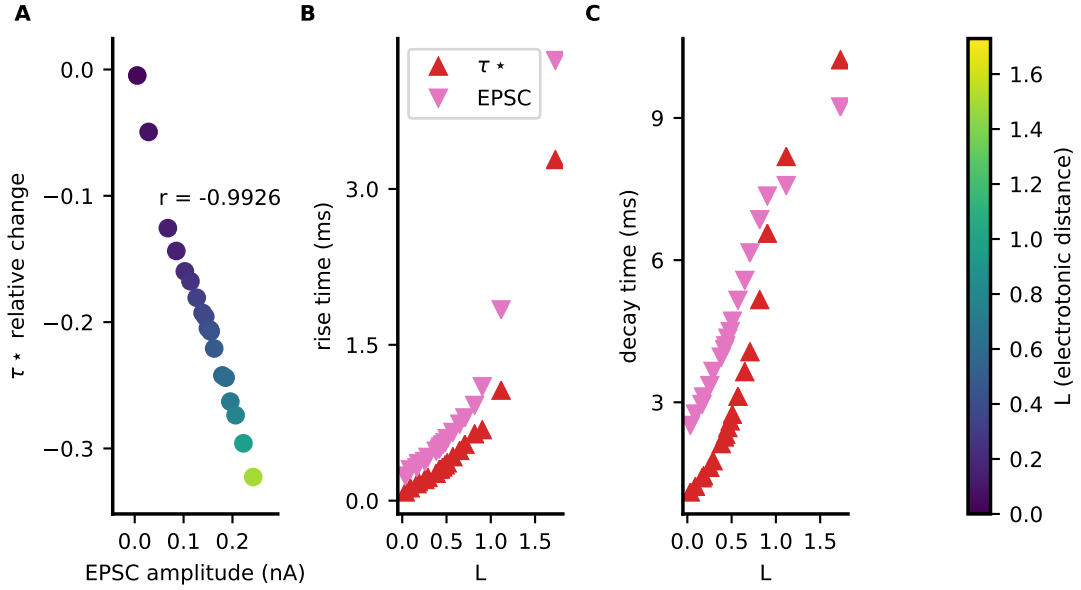 A
B
C
τ ⋆ relative change
0.0
−0.1
−0.2
−0.3
r = -0.9926
0.0 0.1 0.2
EPSC amplitude (nA)
rise time (ms)
3.0
1.5
0.0
τ ⋆
EPSC
0.0 0.5 1.0 1.5
L
decay time (ms)
9
6
3
0.0 0.5 1.0 1.5
L
1.6
1.4
1.2
1.0
0.8
0.6
0.4
0.2
0.0
L (electrotonic distance)